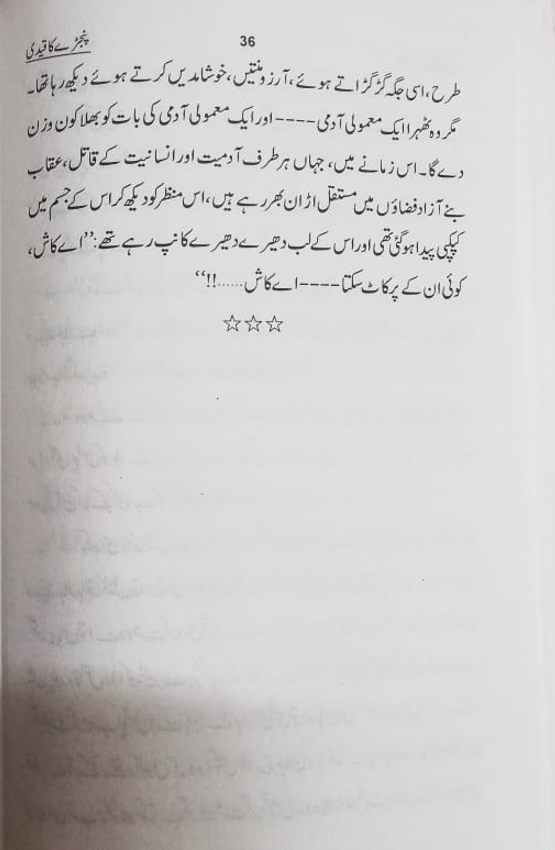 36
پنجڑے کا قیدی
طرح، اسی جگہ گڑگڑاتے ہوئے، آرزو منتیں، خوشامدیں کرتے ہوئے دیکھ رہا تھا۔
مگر وہ ٹھہرا ایک معمولی آدمی ---- اور ایک معمولی آدمی کی بات کو بھلا کون وزن
دے گا۔ اس زمانے میں، جہاں ہر طرف آدمیت اور انسانیت کے قاتل، عقاب
بنے آزاد فضاؤں میں مستقل اڑان بھر رہے ہیں، اس منظر کو دیکھ کر اس کے جسم میں
کپکپی پیدا ہوگئی تھی اور اس کے لب دھیرے دھیرے کانپ رہے تھے: ’’اے کاش،
کوئی ان کے پر کاٹ سکتا ---- اے کاش ......!!‘‘
☆☆☆